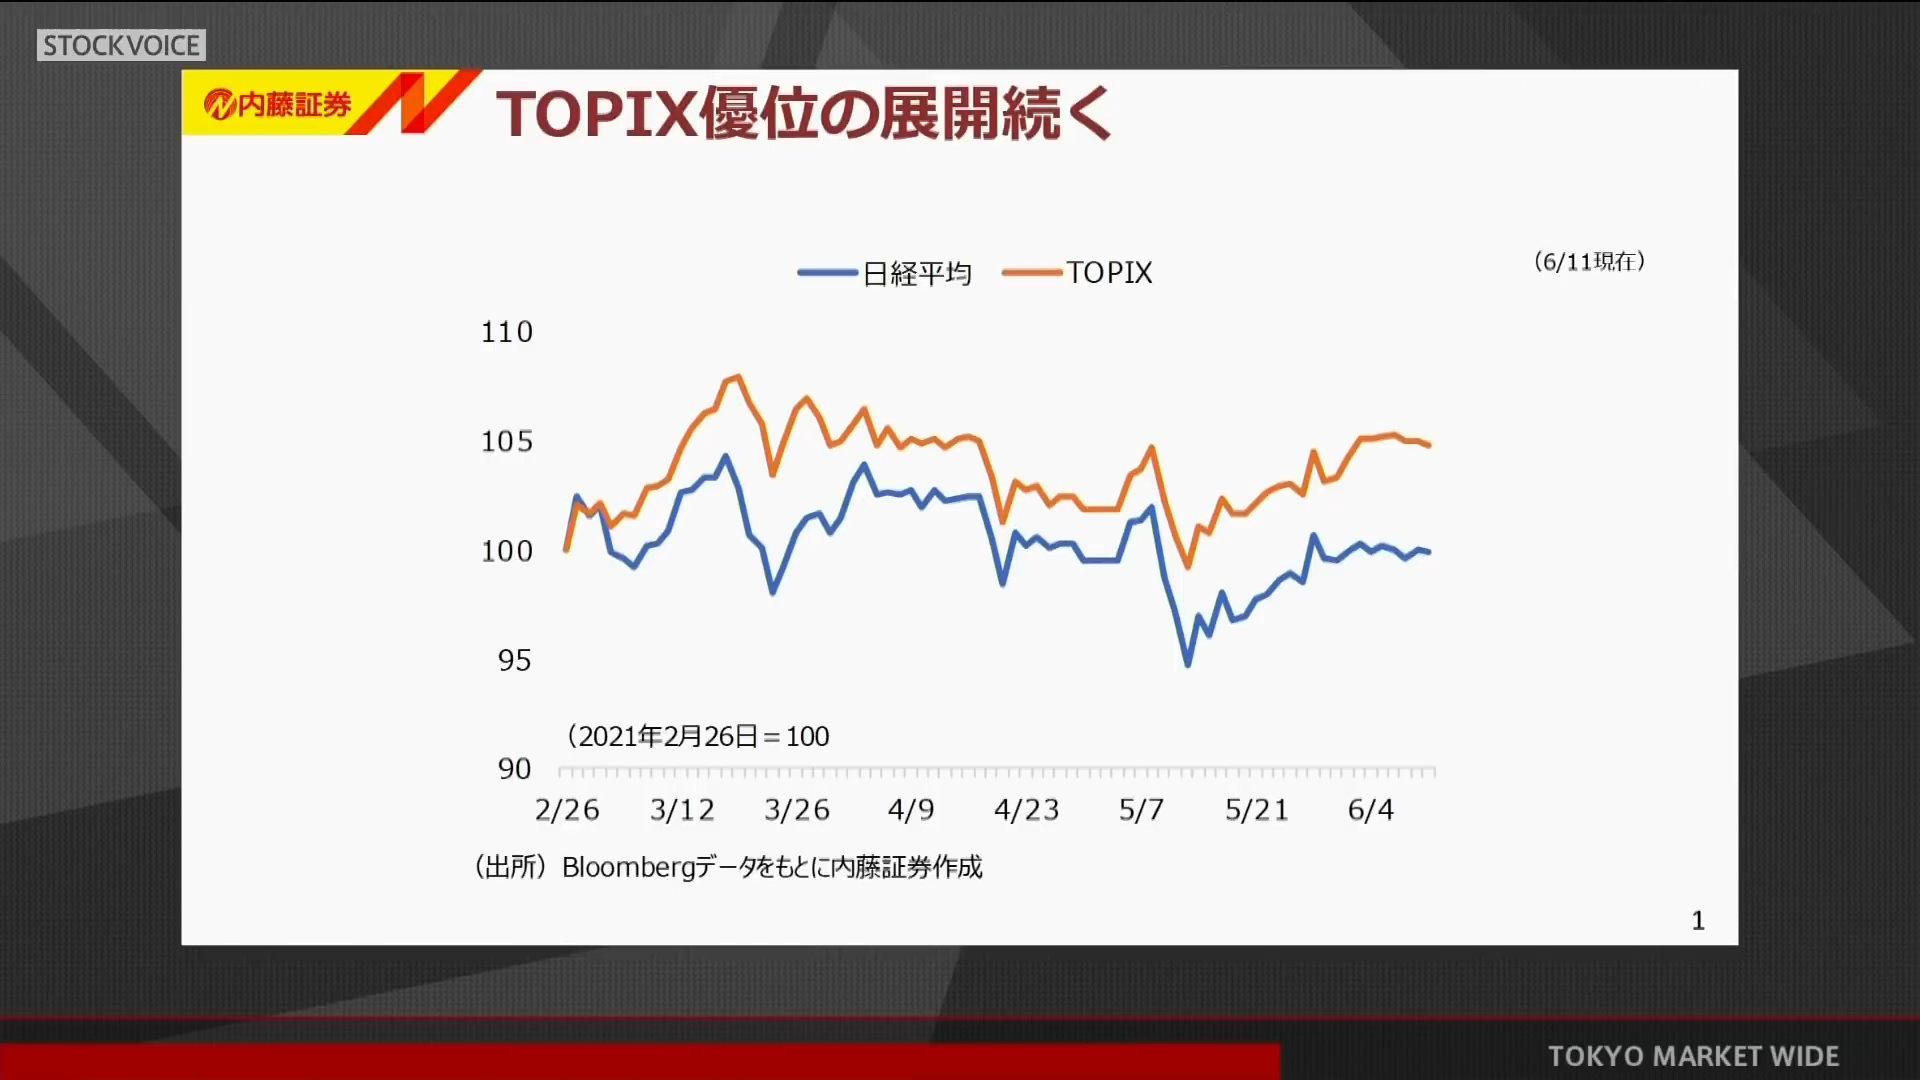 STOCKVOICE
内藤証券
TOPIX優位の展開続く
日経平均 TOPIX
（6/11現在）
110
105
100
95
（2021年2月26日＝100
90
2/26 3/12 3/26 4/9 4/23 5/7 5/21 6/4
（出所）Bloombergデータをもとに内藤証券作成
1
TOKYO MARKET WIDE